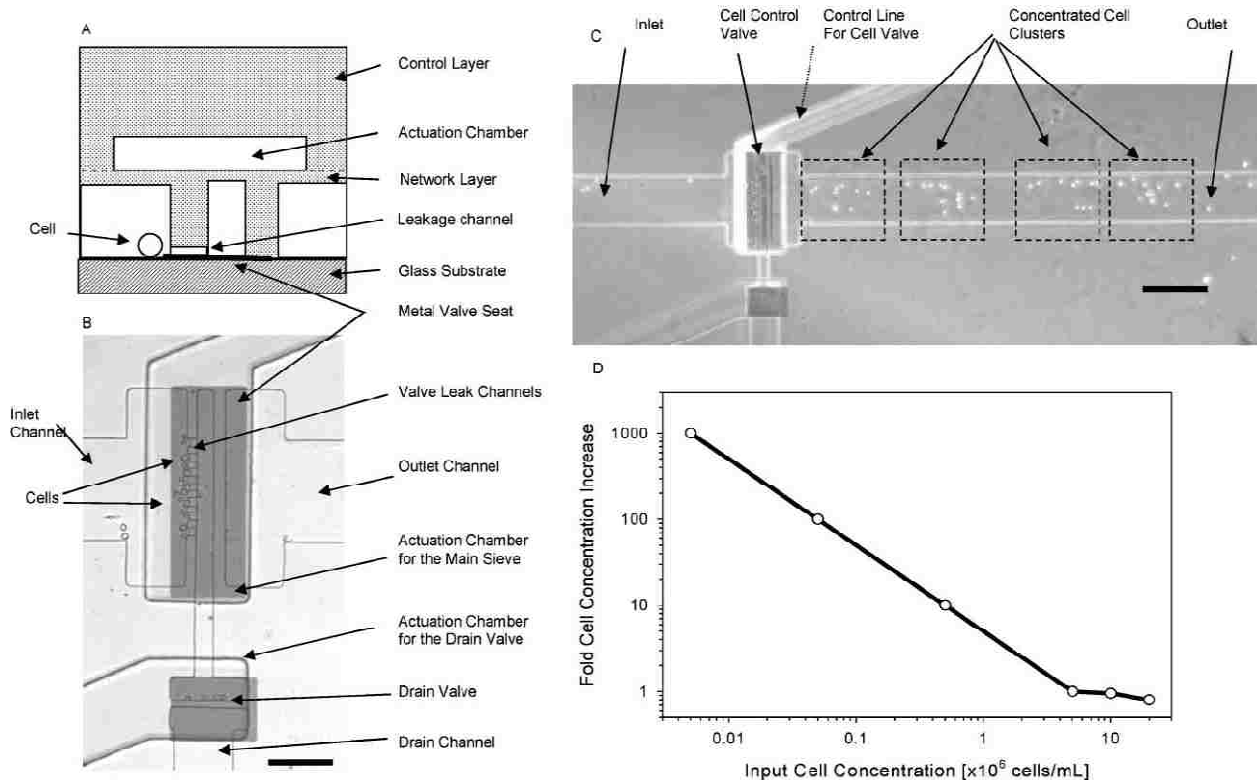 A
Control Layer
Actuation Chamber
Network Layer
Leakage channel
Cell
Glass Substrate
Metal Valve Seat
B
Inlet
Channel
Valve Leak Channels
Cells
Outlet Channel
Actuation Chamber
for the Main Sieve
Actuation Chamber
for the Drain Valve
Drain Valve
Drain Channel
C
Inlet
Cell Control
Valve
Control Line
For Cell Valve
Concentrated Cell
Clusters
Outlet
D
Fold Cell Concentration Increase
1000
100
10
1
0.01
0.1
1
10
Input Cell Concentration [x10⁶ cells/mL]